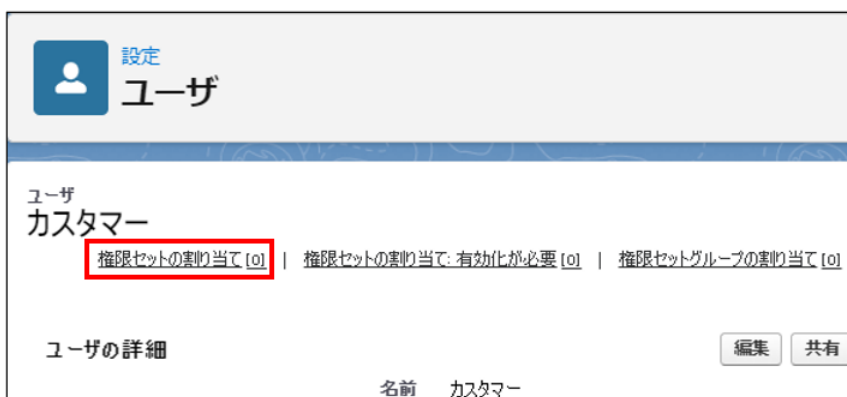 設定
ユーザ
ユーザ
カスタマー
権限セットの割り当て [0] | 権限セットの割り当て: 有効化が必要 [0] | 権限セットグループの割り当て [0]
ユーザの詳細 編集 共有
名前 カスタマー